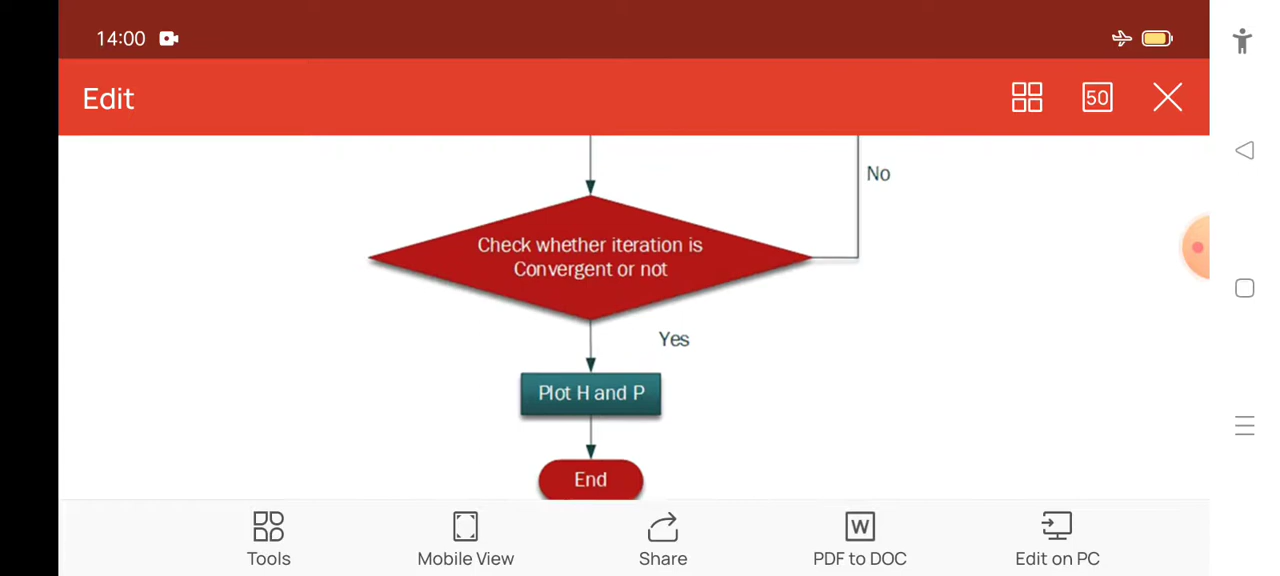 14:00
Edit
50
No
Check whether iteration is
Convergent or not
Yes
Plot H and P
End
W
Tools
Mobile View
Share
PDF to DOC
Edit on PC